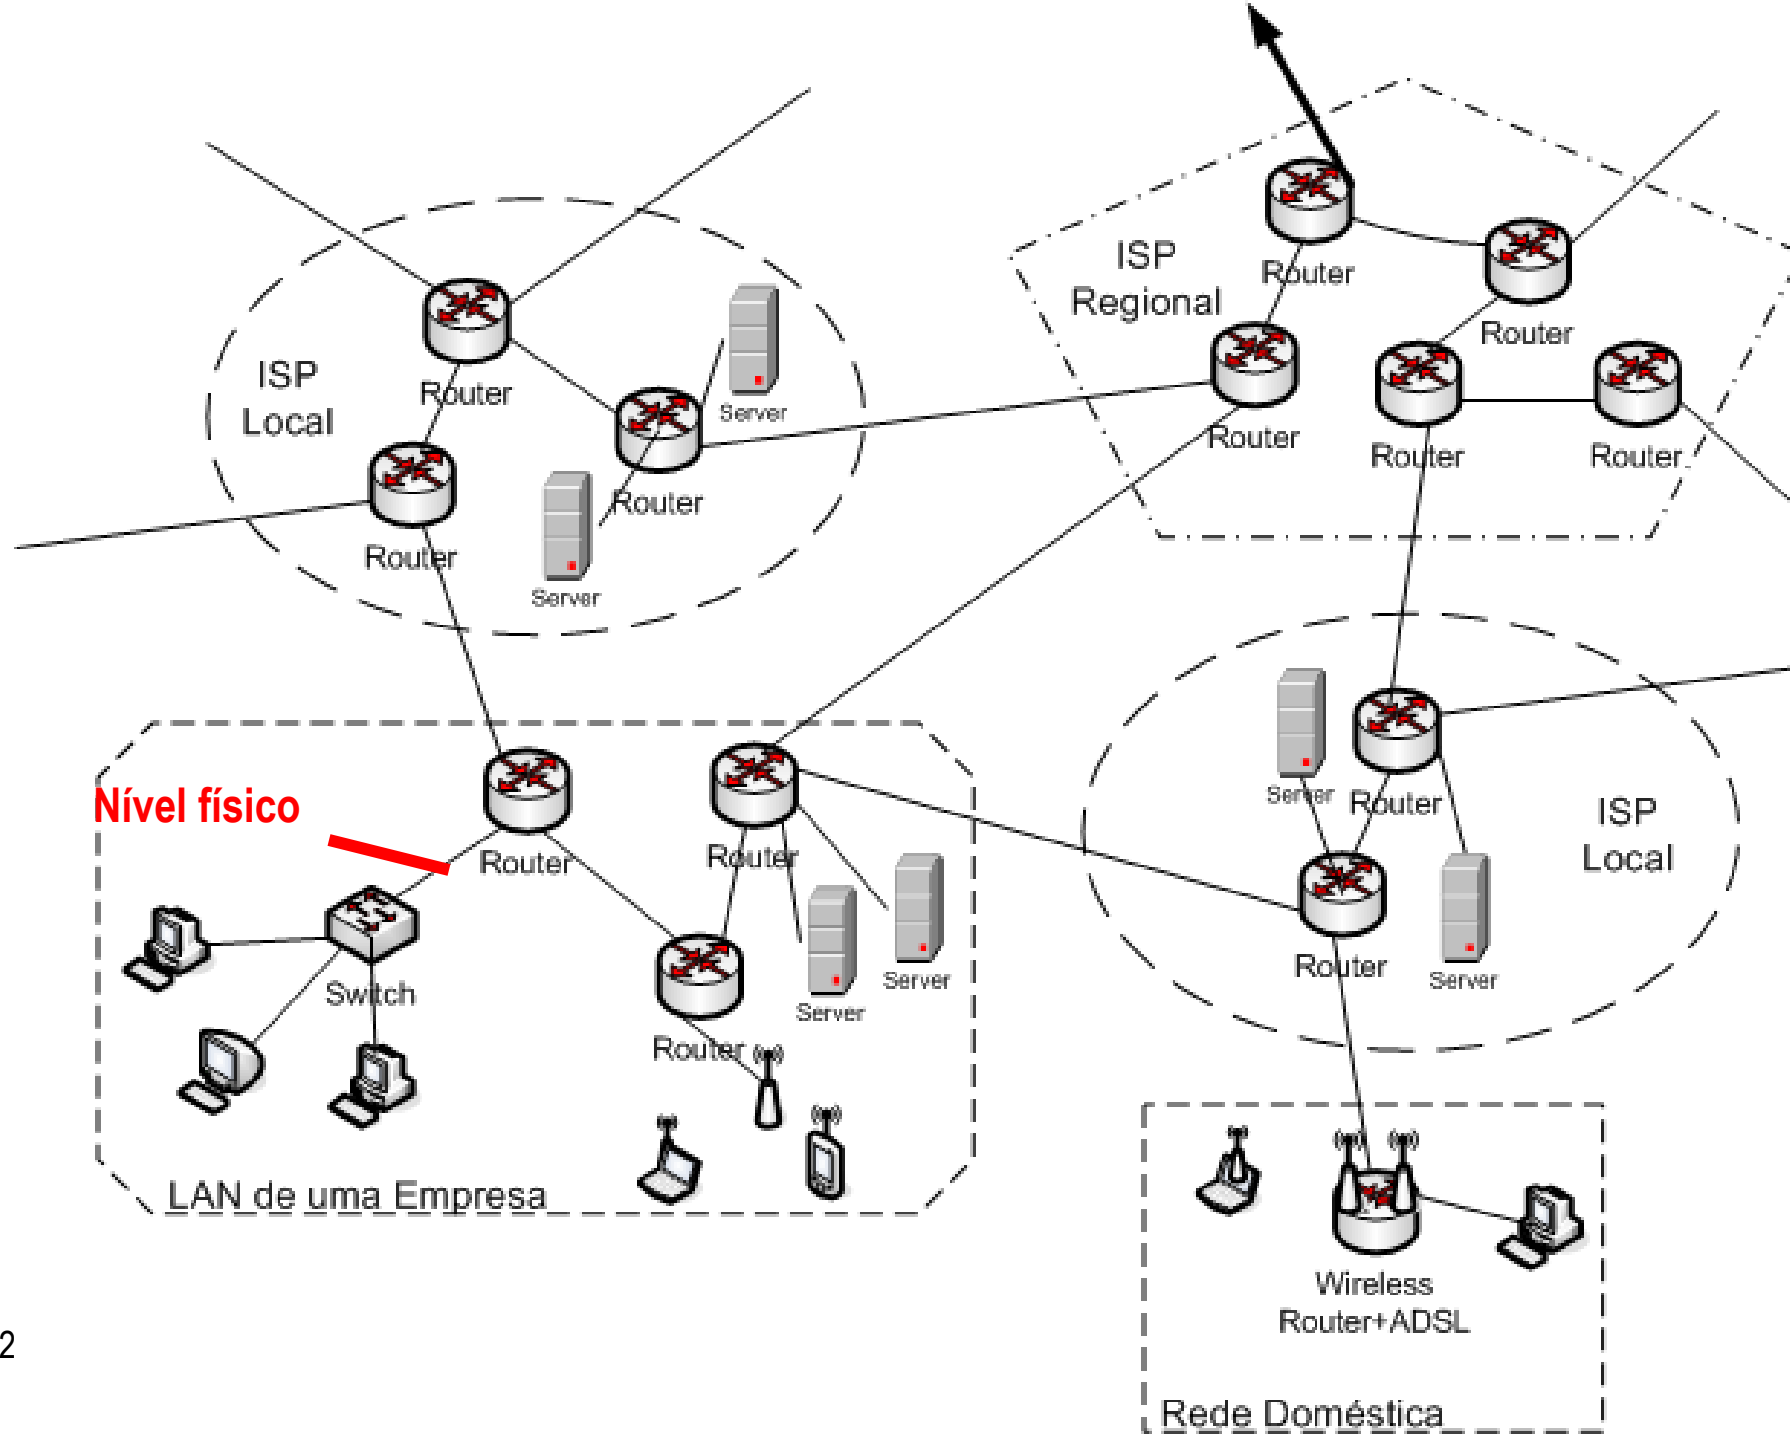 ISP
Regional
Router
Router
Router
Router
Router
ISP
Local
Router
Server
Router
Router
Server
Nível físico
Router
Router
Switch
Router
Server
Server
LAN de uma Empresa
Server
Router
ISP
Local
Router
Server
Wireless
Router+ADSL
Rede Doméstica
2